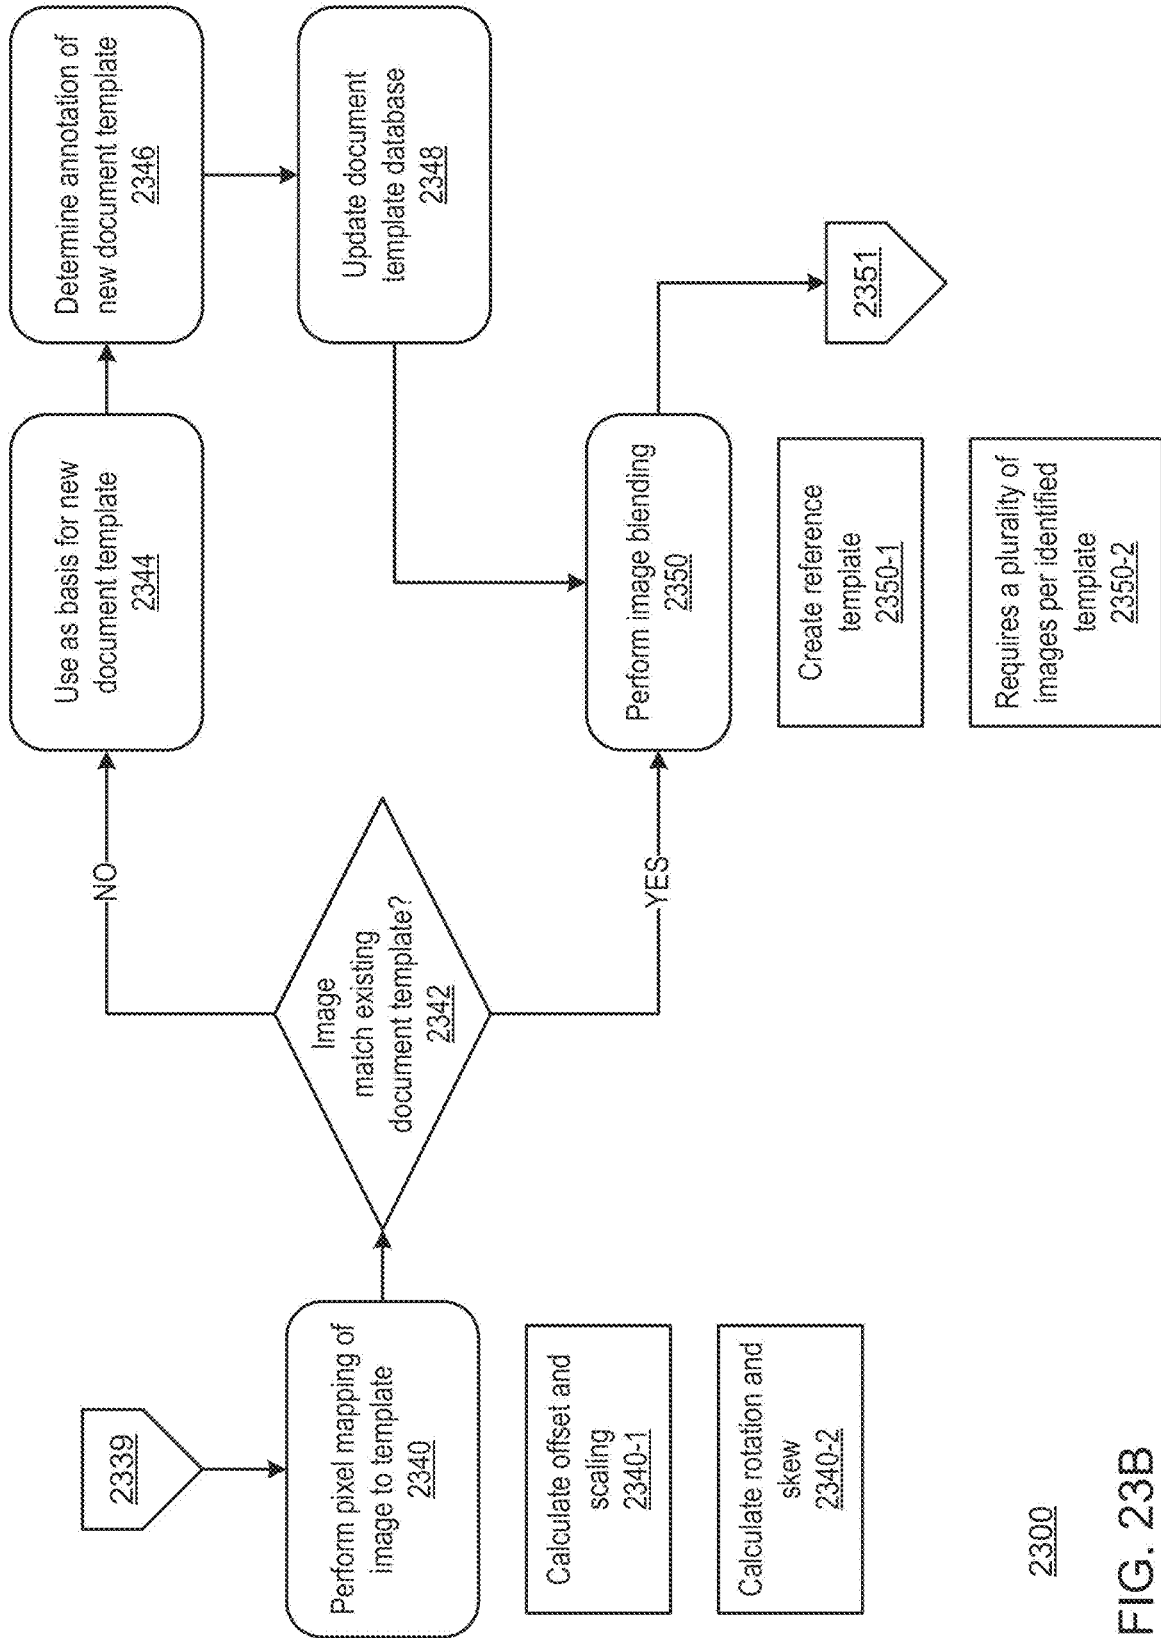 2339
Perform pixel mapping of
image to template
2340
Calculate offset and
scaling
2340-1
Calculate rotation and
skew
2340-2
Image
match existing
document template?
2342
NO
YES
Use as basis for new
document template
2344
Determine annotation of
new document template
2346
Update document
template database
2348
Perform image blending
2350
Create reference
template
2350-1
Requires a plurality of
images per identified
template
2350-2
2351
2300
FIG. 23B